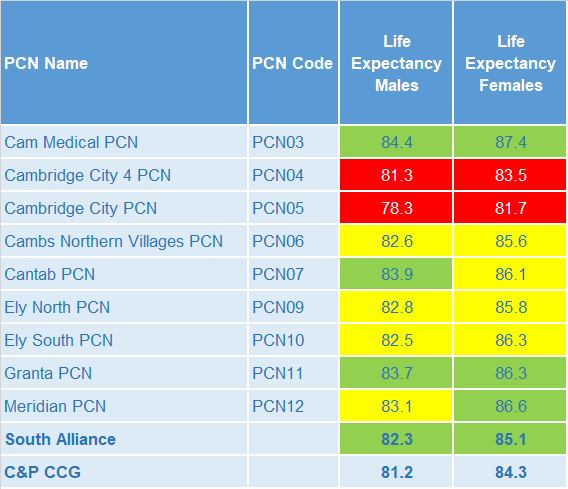 PCN Name PCN Code Life Expectancy Males Life Expectancy Females
Cam Medical PCN PCN03 84.4 87.4
Cambridge City 4 PCN PCN04 81.3 83.5
Cambridge City PCN PCN05 78.3 81.7
Cambs Northern Villages PCN PCN06 82.6 85.6
Cantab PCN PCN07 83.9 86.1
Ely North PCN PCN09 82.8 85.8
Ely South PCN PCN10 82.5 86.3
Granta PCN PCN11 83.7 86.3
Meridian PCN PCN12 83.1 86.6
South Alliance 82.3 85.1
C&P CCG 81.2 84.3